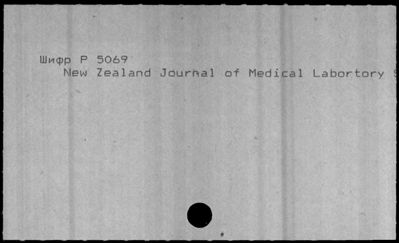 Шифр P 5069
New Zealand Journal of Medical Labortory